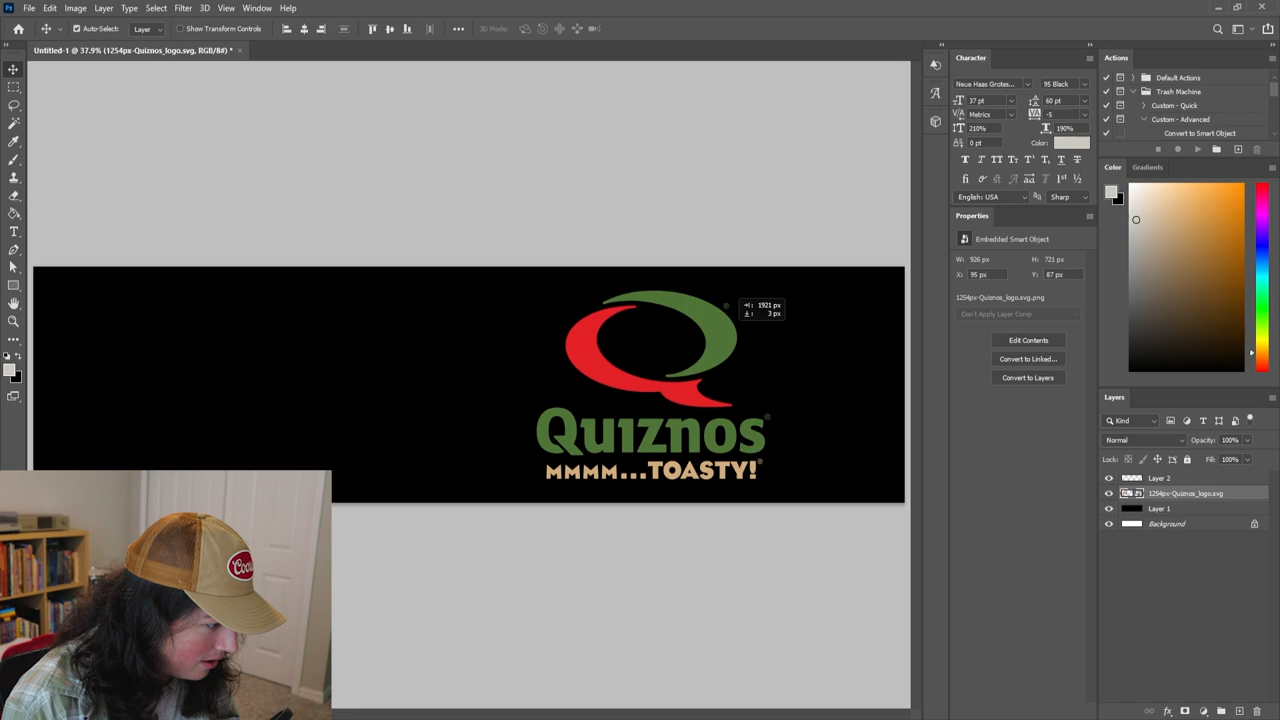 Ps File Edit Image Layer Type Select Filter 3D View Window Help
Auto-Select: Layer Show Transform Controls 3D Mode:
Untitled-1 @ 37.9% (1254px-Quiznos_logo.svg, RGB/8#) *
Character
Neue Haas Grotes... 95 Black
37 pt 60 pt
Metrics -5
210% 190%
0 pt Color:
English: USA Sharp
Properties
Embedded Smart Object
W: 926 px H: 721 px
X: 95 px Y: 87 px
1254px-Quiznos_logo.svg.png
Don't Apply Layer Comp
Edit Contents
Convert to Linked...
Convert to Layers
Actions
Default Actions
Trash Machine
Custom - Quick
Custom - Advanced
Convert to Smart Object
Color Gradients
Layers
Kind
Normal Opacity: 100%
Lock: Fill: 100%
Layer 2
1254px-Quiznos_logo.svg
Layer 1
Background
1921 px
3 px
Quiznos®
MMMM...TOASTY!®